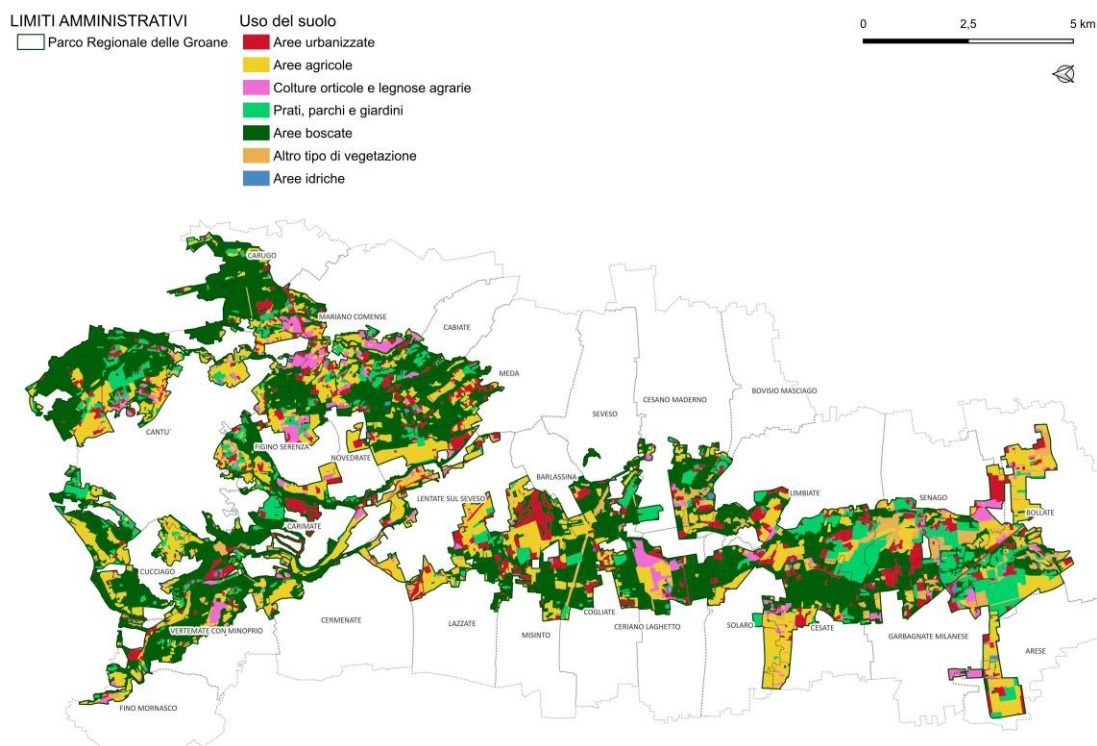 LIMITI AMMINISTRATIVI
Parco Regionale delle Groane
Uso del suolo
Aree urbanizzate
Aree agricole
Colture orticole e legnose agrarie
Prati, parchi e giardini
Aree boscate
Altro tipo di vegetazione
Aree idriche
0 2,5 5 km
CARUGO
MARIANO COMENSE
CABIATE
MEDA
CESANO MADERNO
BOVISIO MASCIAGO
SEVESO
CANTU'
FIGINO SERENZA
NOVEDRATE
BARLASSINA
LENTATE SUL SEVESO
LIMBIATE
SENAGO
BOLLATE
CARIMATE
CUCCIAGO
CERMENATE
LAZZATE
MISINTO
COGLIATE
CERIANO LAGHETTO
SOLARO
CESATE
GARBAGNATE MILANESE
ARESE
VERTEMATE CON MINOPRIO
FINO MORNASCO